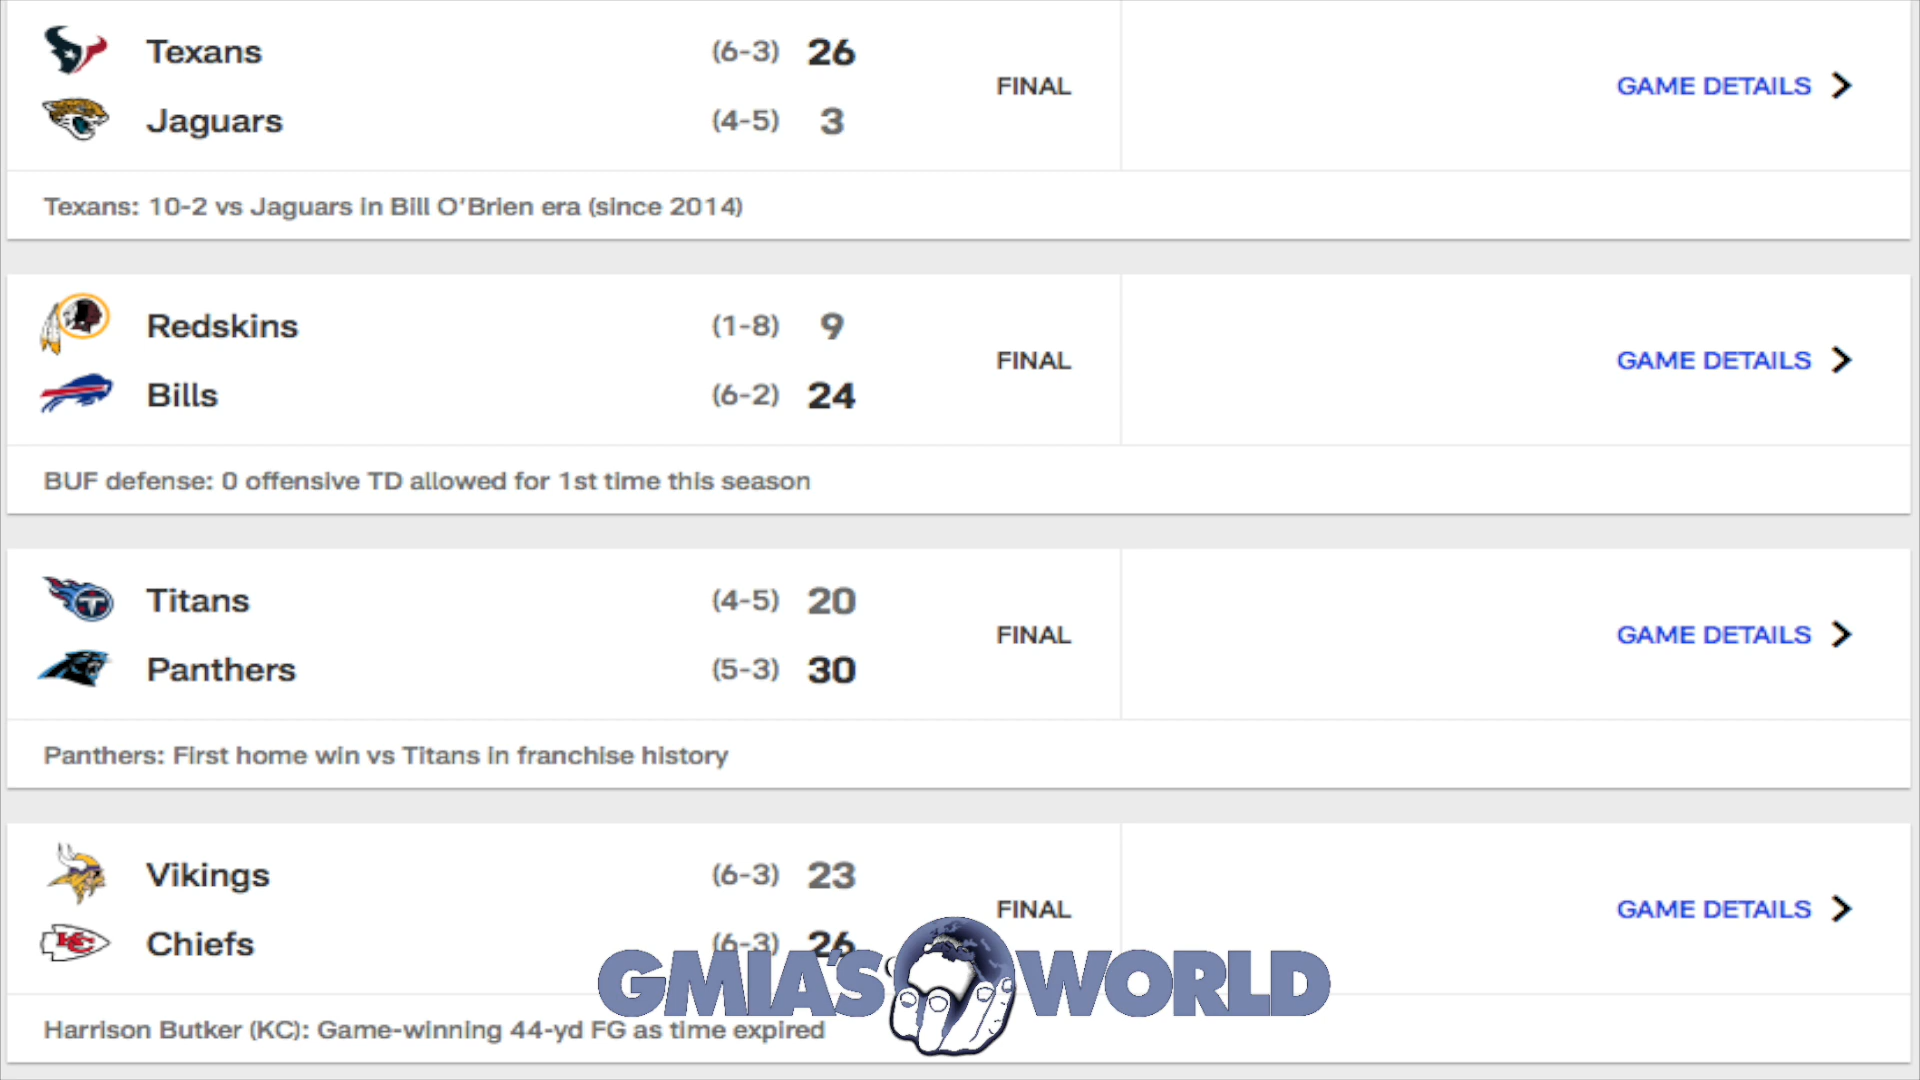 Texans (6-3) 26
FINAL GAME DETAILS
Jaguars (4-5) 3
Texans: 10-2 vs Jaguars in Bill O'Brien era (since 2014)
Redskins (1-8) 9
FINAL GAME DETAILS
Bills (6-2) 24
BUF defense: 0 offensive TD allowed for 1st time this season
Titans (4-5) 20
FINAL GAME DETAILS
Panthers (5-3) 30
Panthers: First home win vs Titans in franchise history
Vikings (6-3) 23
FINAL GAME DETAILS
Chiefs (6-3) 26
GMIA'S WORLD
Harrison Butker (KC): Game-winning 44-yd FG as time expired